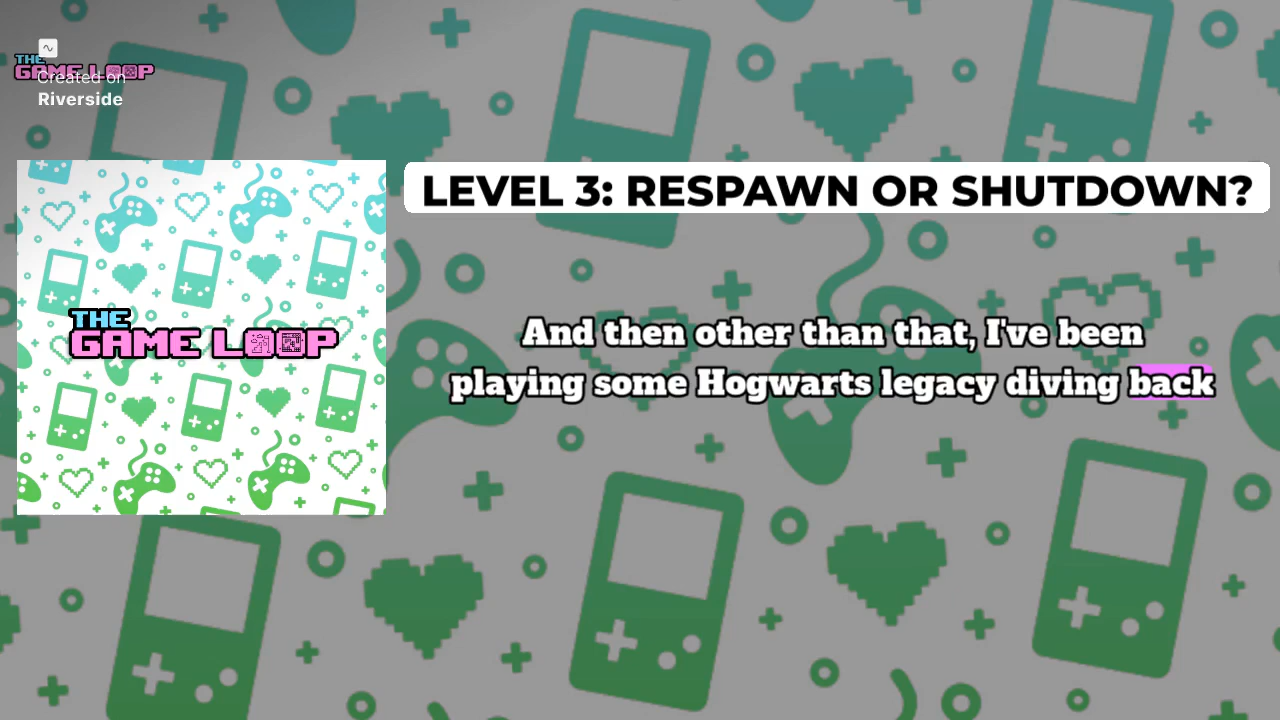 THE
GAME LOOP
Created on
Riverside
THE
GAME LOOP
LEVEL 3: RESPAWN OR SHUTDOWN?
And then other than that, I've been
playing some Hogwarts legacy diving back